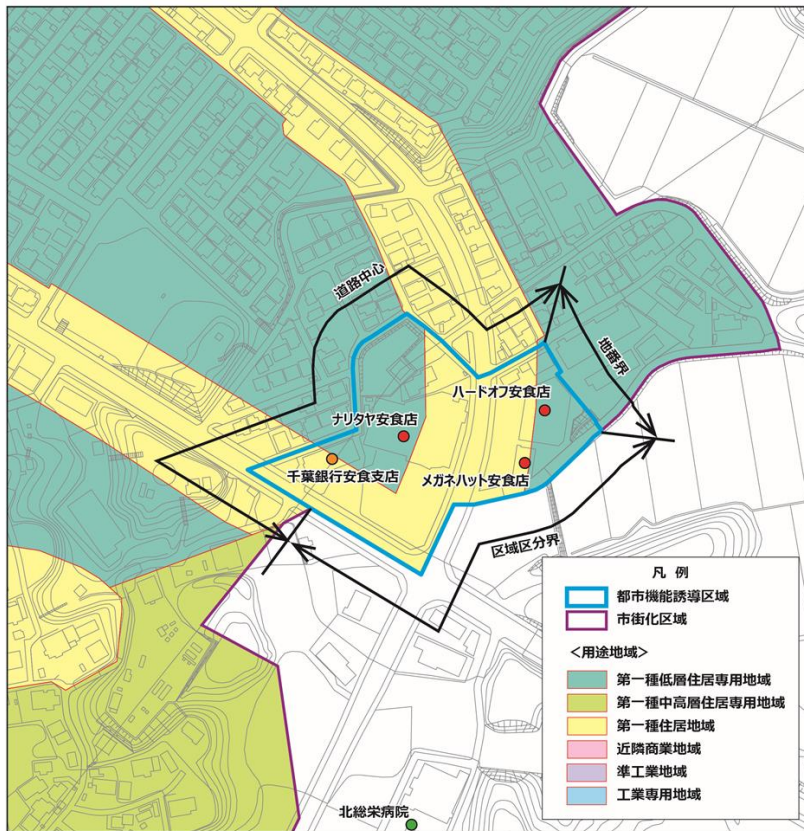 道路中心
地番界
ハードオフ安食店
ナリタヤ安食店
千葉銀行安食支店
メガネハット安食店
区域区分界
凡 例
都市機能誘導区域
市街化区域
<用途地域>
第一種低層住居専用地域
第一種中高層住居専用地域
第一種住居地域
近隣商業地域
準工業地域
工業専用地域
北総栄病院